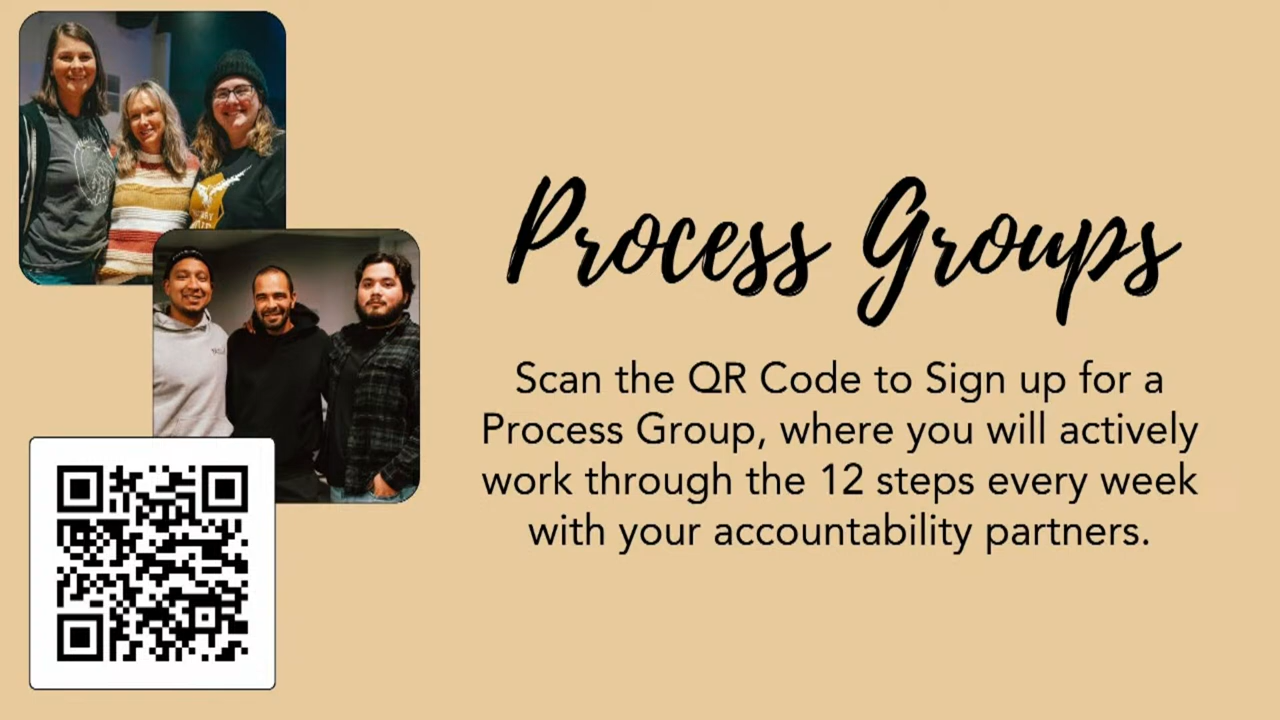 Process Groups
Scan the QR Code to Sign up for a
Process Group, where you will actively
work through the 12 steps every week
with your accountability partners.